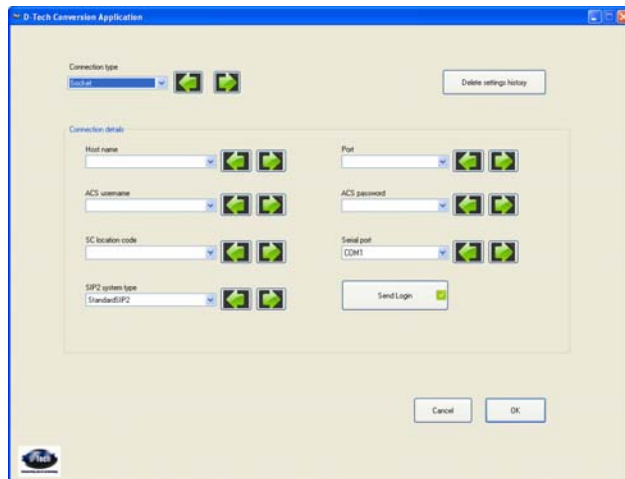 D-Tech Conversion Application
Connection type
Socket
Delete settings history
Connection details
Host name
Port
ACS username
ACS password
SC location code
Serial port
COM1
SIP2 system type
StandardSIP2
Send Login
Cancel
OK